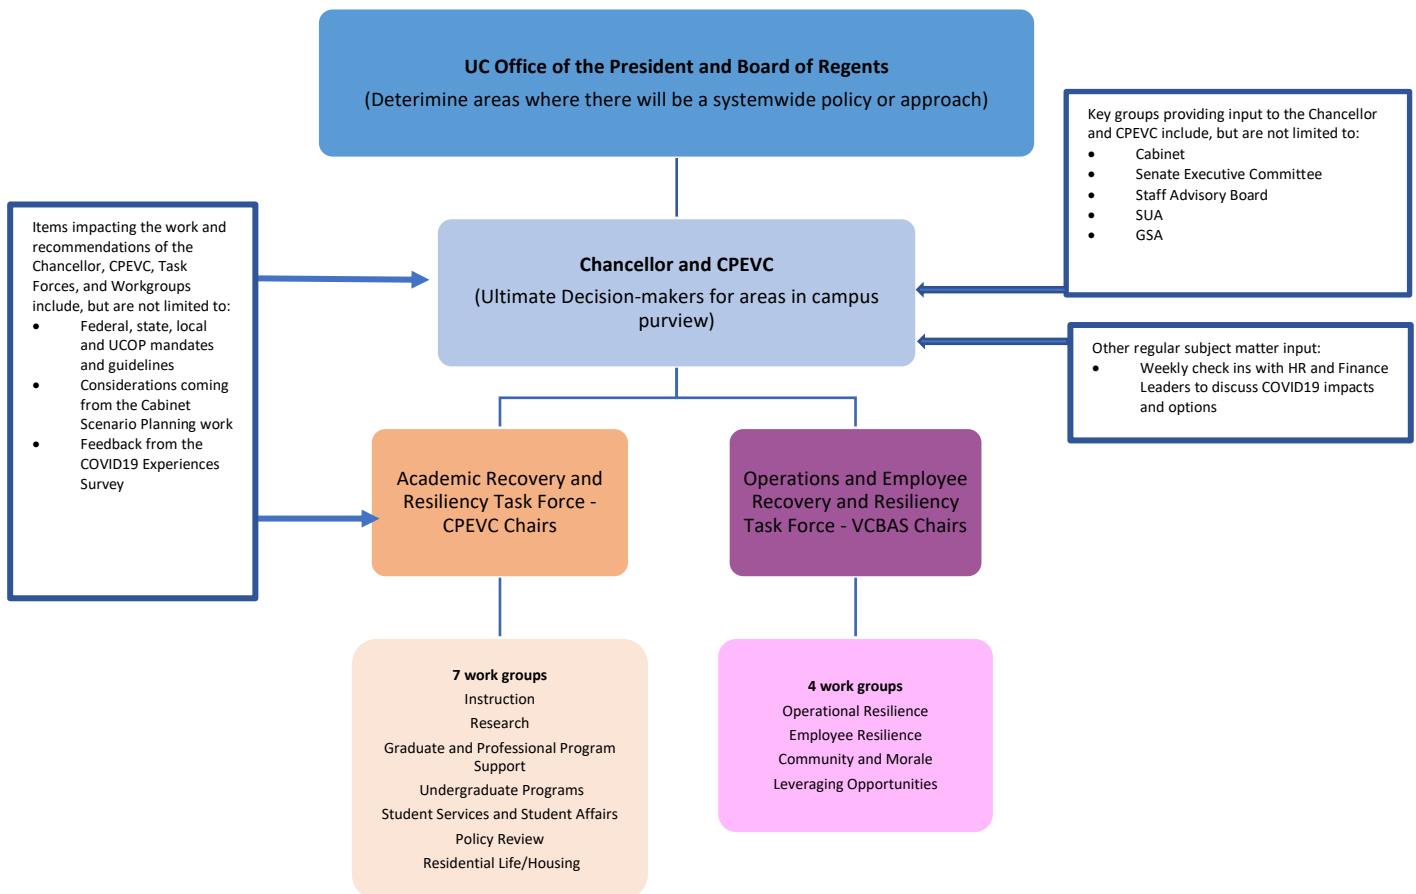 UC Office of the President and Board of Regents
(Deterimine areas where there will be a systemwide policy or approach)
Key groups providing input to the Chancellor
and CPEVC include, but are not limited to:
• Cabinet
• Senate Executive Committee
• Staff Advisory Board
• SUA
• GSA
Items impacting the work and
recommendations of the
Chancellor, CPEVC, Task
Forces, and Workgroups
include, but are not limited to:
• Federal, state, local
and UCOP mandates
and guidelines
• Considerations coming
from the Cabinet
Scenario Planning work
• Feedback from the
COVID19 Experiences
Survey
Chancellor and CPEVC
(Ultimate Decision-makers for areas in campus
purview)
Other regular subject matter input:
• Weekly check ins with HR and Finance
Leaders to discuss COVID19 impacts
and options
Academic Recovery and
Resiliency Task Force -
CPEVC Chairs
Operations and Employee
Recovery and Resiliency
Task Force - VCBAS Chairs
7 work groups
Instruction
Research
Graduate and Professional Program
Support
Undergraduate Programs
Student Services and Student Affairs
Policy Review
Residential Life/Housing
4 work groups
Operational Resilience
Employee Resilience
Community and Morale
Leveraging Opportunities